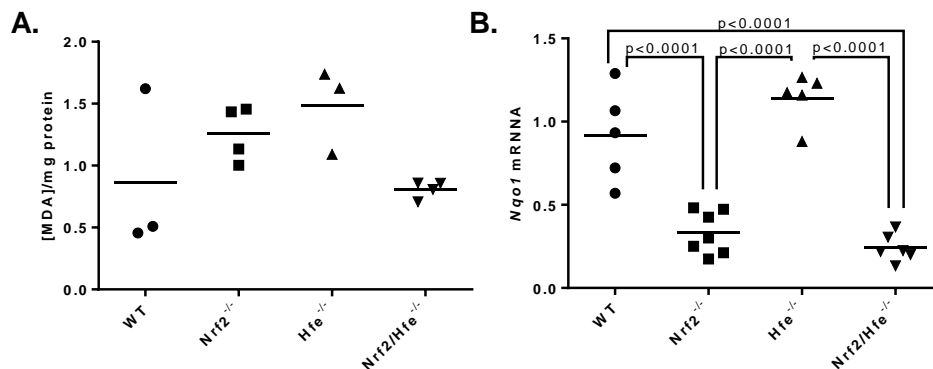 A.
[MDA]/mg protein
2.0
1.5
1.0
0.5
0.0
WT
Nrf2-/-
Hfe-/-
Nrf2/Hfe-/-
B.
Nqo1 mRNNA
p<0.0001
p<0.0001 p<0.0001 p<0.0001
1.5
1.0
0.5
0.0
WT
Nrf2-/-
Hfe-/-
Nrf2/Hfe-/-